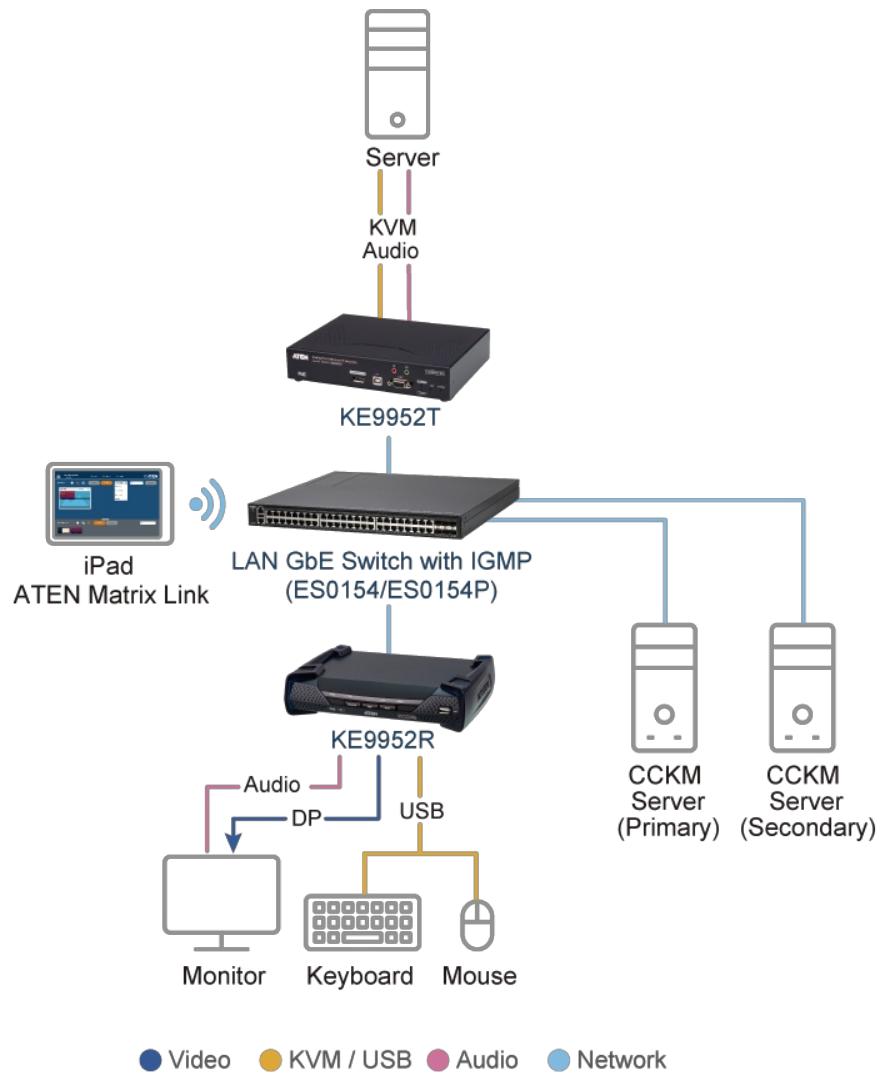 Server
KVM
Audio
ATEN
KE9952T
iPad
ATEN Matrix Link
LAN GbE Switch with IGMP
(ES0154/ES0154P)
KE9952R
Audio
DP
USB
CCKM
Server
(Primary)
CCKM
Server
(Secondary)
Monitor
Keyboard
Mouse
Video
KVM / USB
Audio
Network